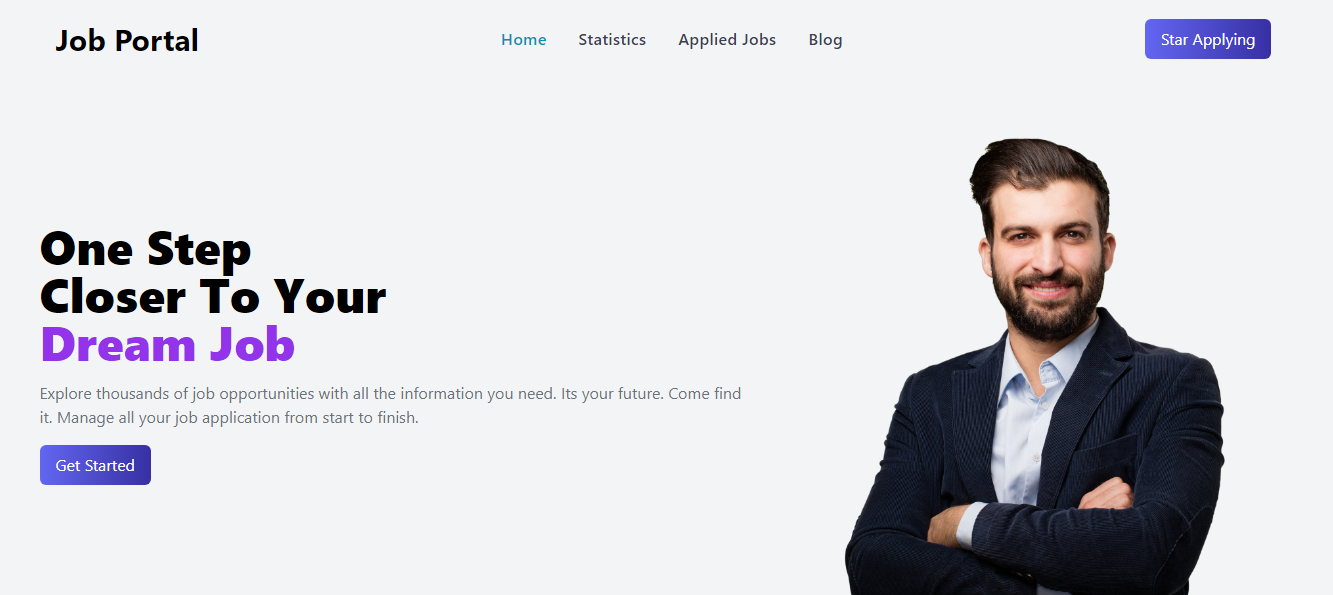 Job Portal
Home
Statistics
Applied Jobs
Blog
Star Applying
One Step
Closer To Your
Dream Job
Explore thousands of job opportunities with all the information you need. Its your future. Come find
it. Manage all your job application from start to finish.
Get Started